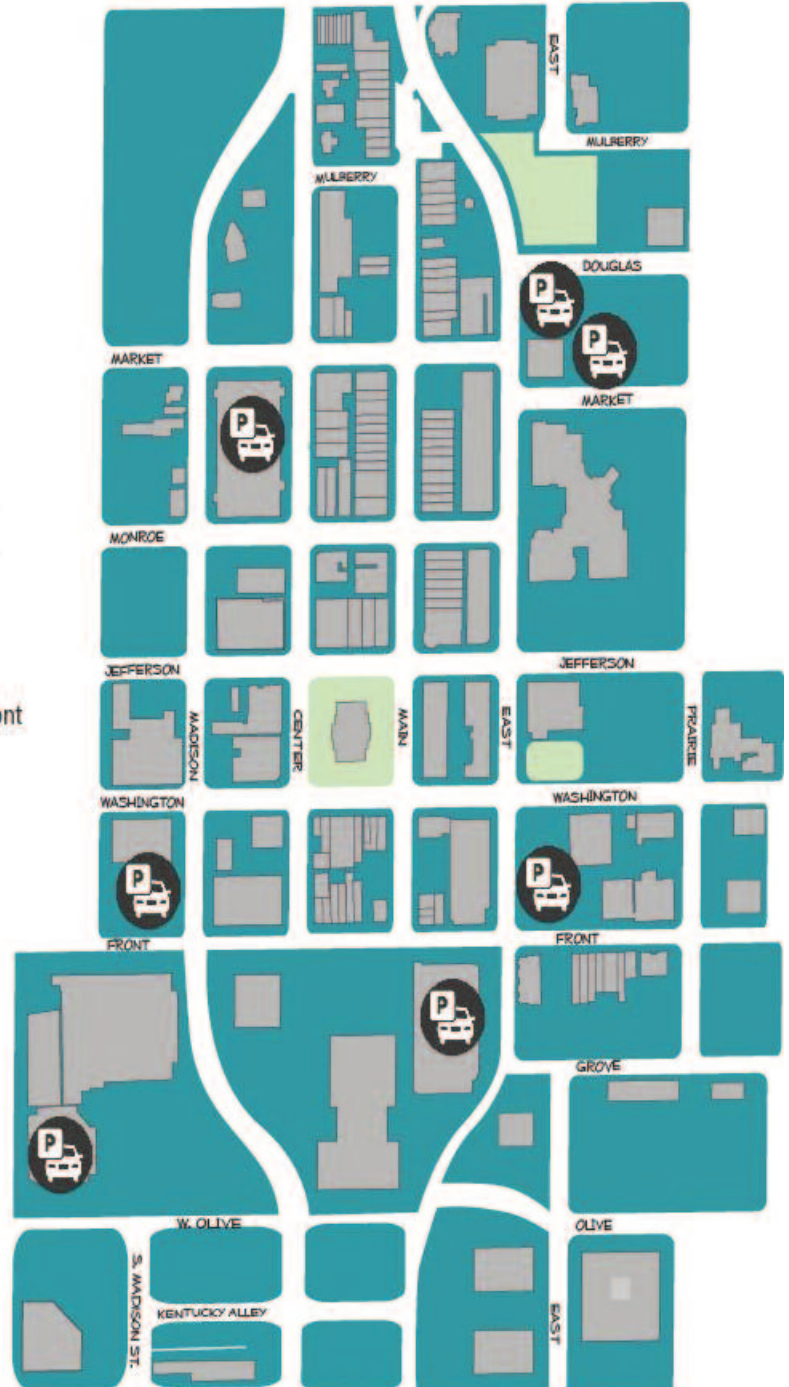 EAST
MULBERRY
MULBERRY
DOUGLAS
P
P
MARKET
MARKET
P
MONROE
JEFFERSON
JEFFERSON
ont
MADISON
CENTER
MAIN
EAST
PRAIRIE
WASHINGTON
WASHINGTON
P
P
FRONT
FRONT
P
GROVE
P
W. OLIVE
OLIVE
S. MADISON ST.
KENTUCKY ALLEY
EAST